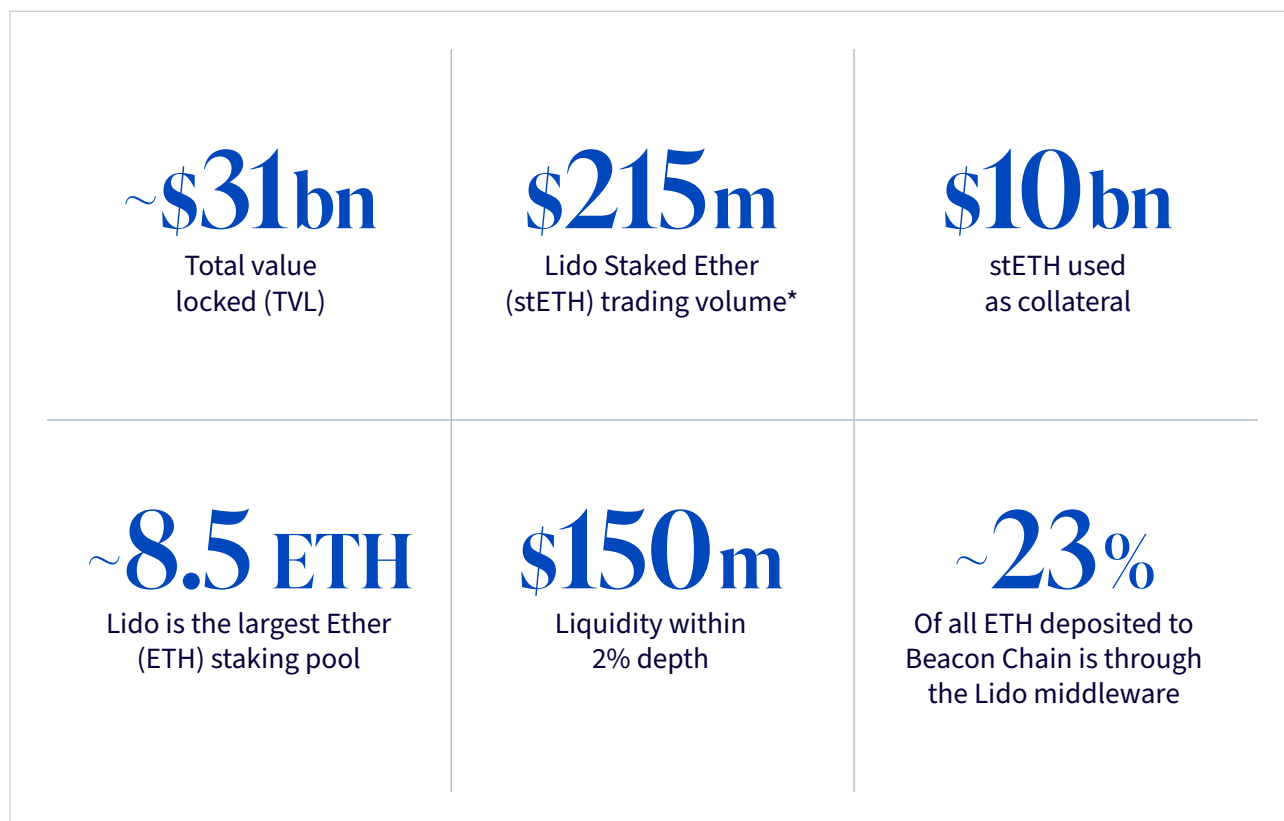 ~$31bn
Total value
locked (TVL)
$215m
Lido Staked Ether
(stETH) trading volume*
$10bn
stETH used
as collateral
~8.5 ETH
Lido is the largest Ether
(ETH) staking pool
$150m
Liquidity within
2% depth
~23%
Of all ETH deposited to
Beacon Chain is through
the Lido middleware